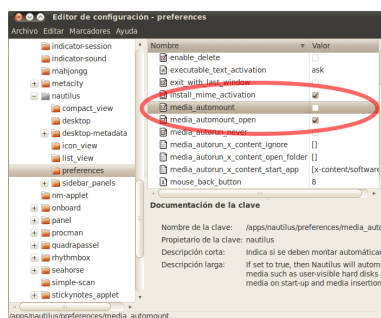 Editor de configuración - preferences
Archivo Editar Marcadores Ayuda
indicator-session
indicator-sound
mahjongg
metacity
nautilus
compact_view
desktop
desktop-metadata
icon_view
list_view
preferences
sidebar_panels
nm-applet
onboard
panel
procman
quadrapassel
rhythmbox
seahorse
simple-scan
stickynotes_applet
Nombre Valor
enable_delete
executable_text_activation ask
exit_with_last_window
install_mime_activation
media_automount
media_automount_open
media_autorun_never
media_autorun_x_content_ignore []
media_autorun_x_content_open_folder []
media_autorun_x_content_start_app [x-content/software
mouse_back_button 8
Documentación de la clave
Nombre de la clave: /apps/nautilus/preferences/media_auto
Propietario de la clave: nautilus
Descripción corta: Indica si se deben montar automática
Descripción larga: If set to true, then Nautilus will autom
media such as user-visible hard disks
media on start-up and media insertion
/apps/nautilus/preferences/media_automount